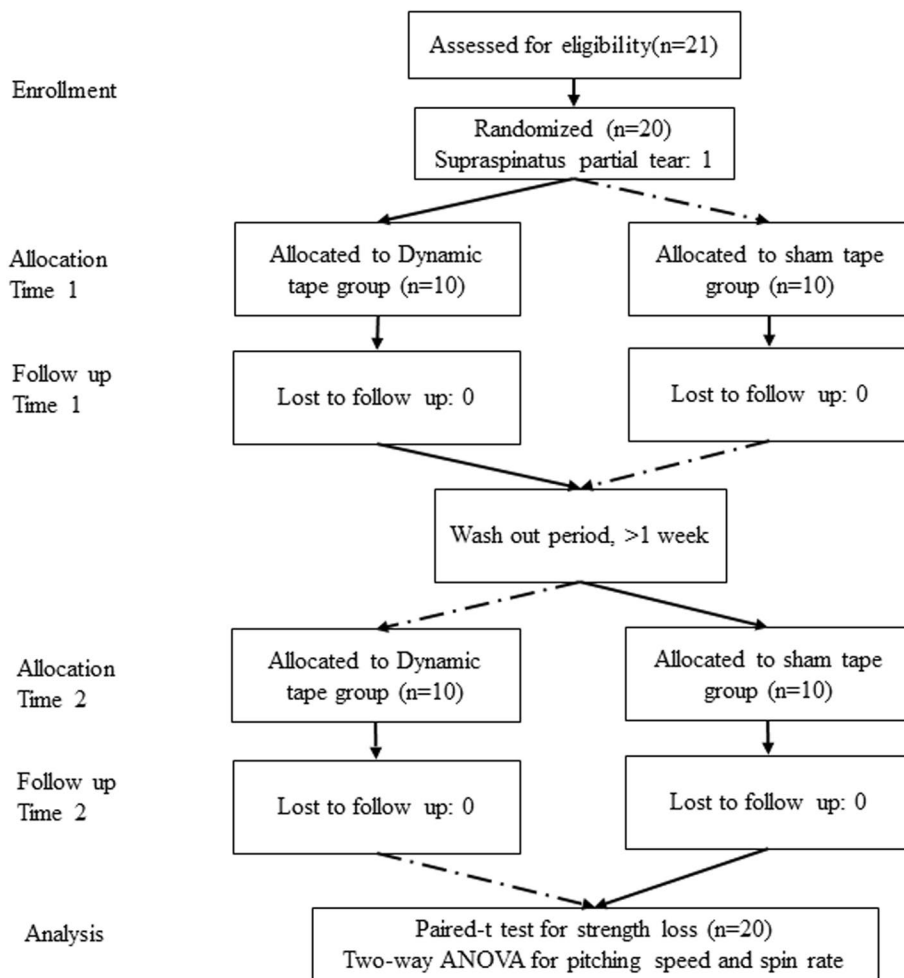 Assessed for eligibility(n=21)
Enrollment
Randomized (n=20)
Supraspinatus partial tear: 1
Allocation
Time 1
Allocated to Dynamic
tape group (n=10)
Allocated to sham tape
group (n=10)
Follow up
Time 1
Lost to follow up: 0
Lost to follow up: 0
Wash out period, >1 week
Allocation
Time 2
Allocated to Dynamic
tape group (n=10)
Allocated to sham tape
group (n=10)
Follow up
Time 2
Lost to follow up: 0
Lost to follow up: 0
Analysis
Paired-t test for strength loss (n=20)
Two-way ANOVA for pitching speed and spin rate